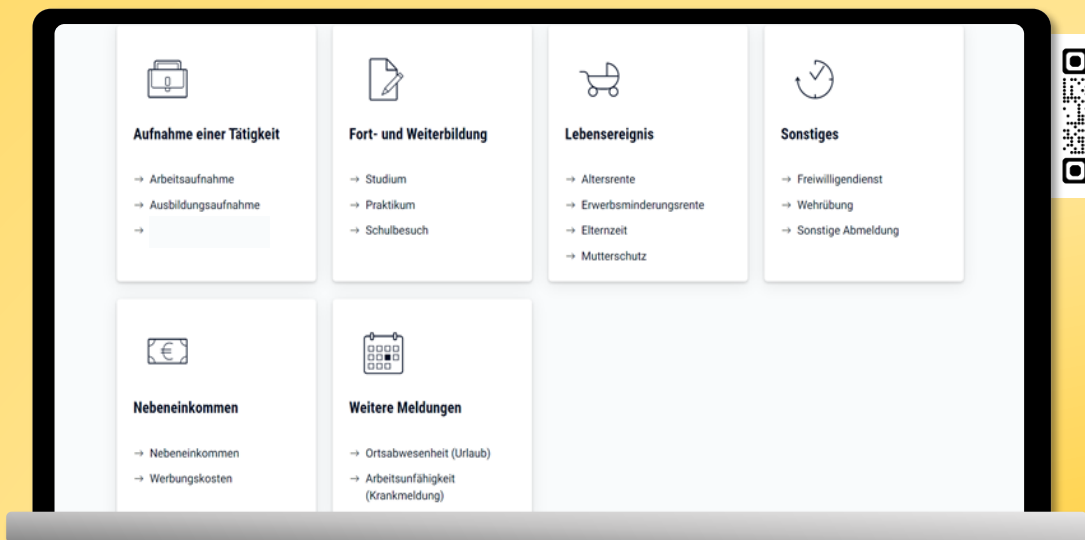 Aufnahme einer Tätigkeit
→ Arbeitsaufnahme
→ Ausbildungsaufnahme
→
Fort- und Weiterbildung
→ Studium
→ Praktikum
→ Schulbesuch
Lebensereignis
→ Altersrente
→ Erwerbsminderungsrente
→ Elternzeit
→ Mutterschutz
Sonstiges
→ Freiwilligendienst
→ Wehrübung
→ Sonstige Abmeldung
Nebeneinkommen
→ Nebeneinkommen
→ Werbungskosten
Weitere Meldungen
→ Ortsabwesenheit (Urlaub)
→ Arbeitsunfähigkeit
(Krankmeldung)